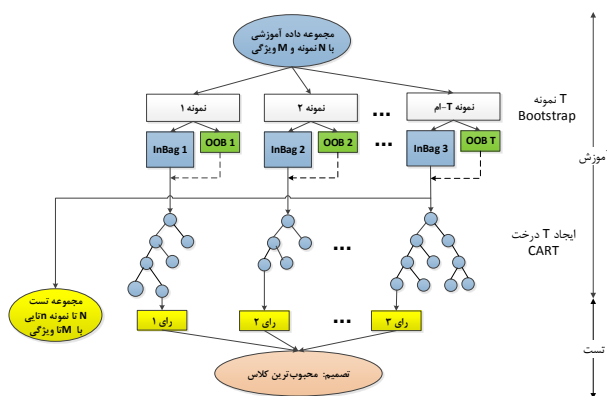 مجموعه داده آموزشی
با N نمونه و M ویژگی
نمونه ۱
نمونه ۲
...
نمونه T-ام
T نمونه
Bootstrap
InBag 1
OOB 1
InBag 2
OOB 2
...
InBag 3
OOB T
آموزش
ایجاد T درخت
CART
...
مجموعه تست
N تا نمونه nتایی
با Mتا ویژگی
رای ۱
رای ۲
...
رای ۳
تست
تصمیم: محبوب‌ترین کلاس